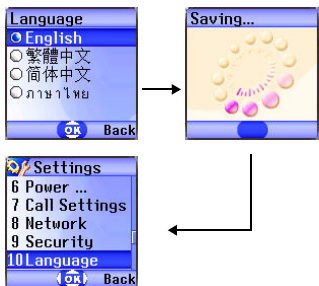 Language
English
繁體中文
简体中文
ภาษาไทย
OK Back
Saving...
Settings
6 Power ...
7 Call Settings
8 Network
9 Security
10 Language
OK Back